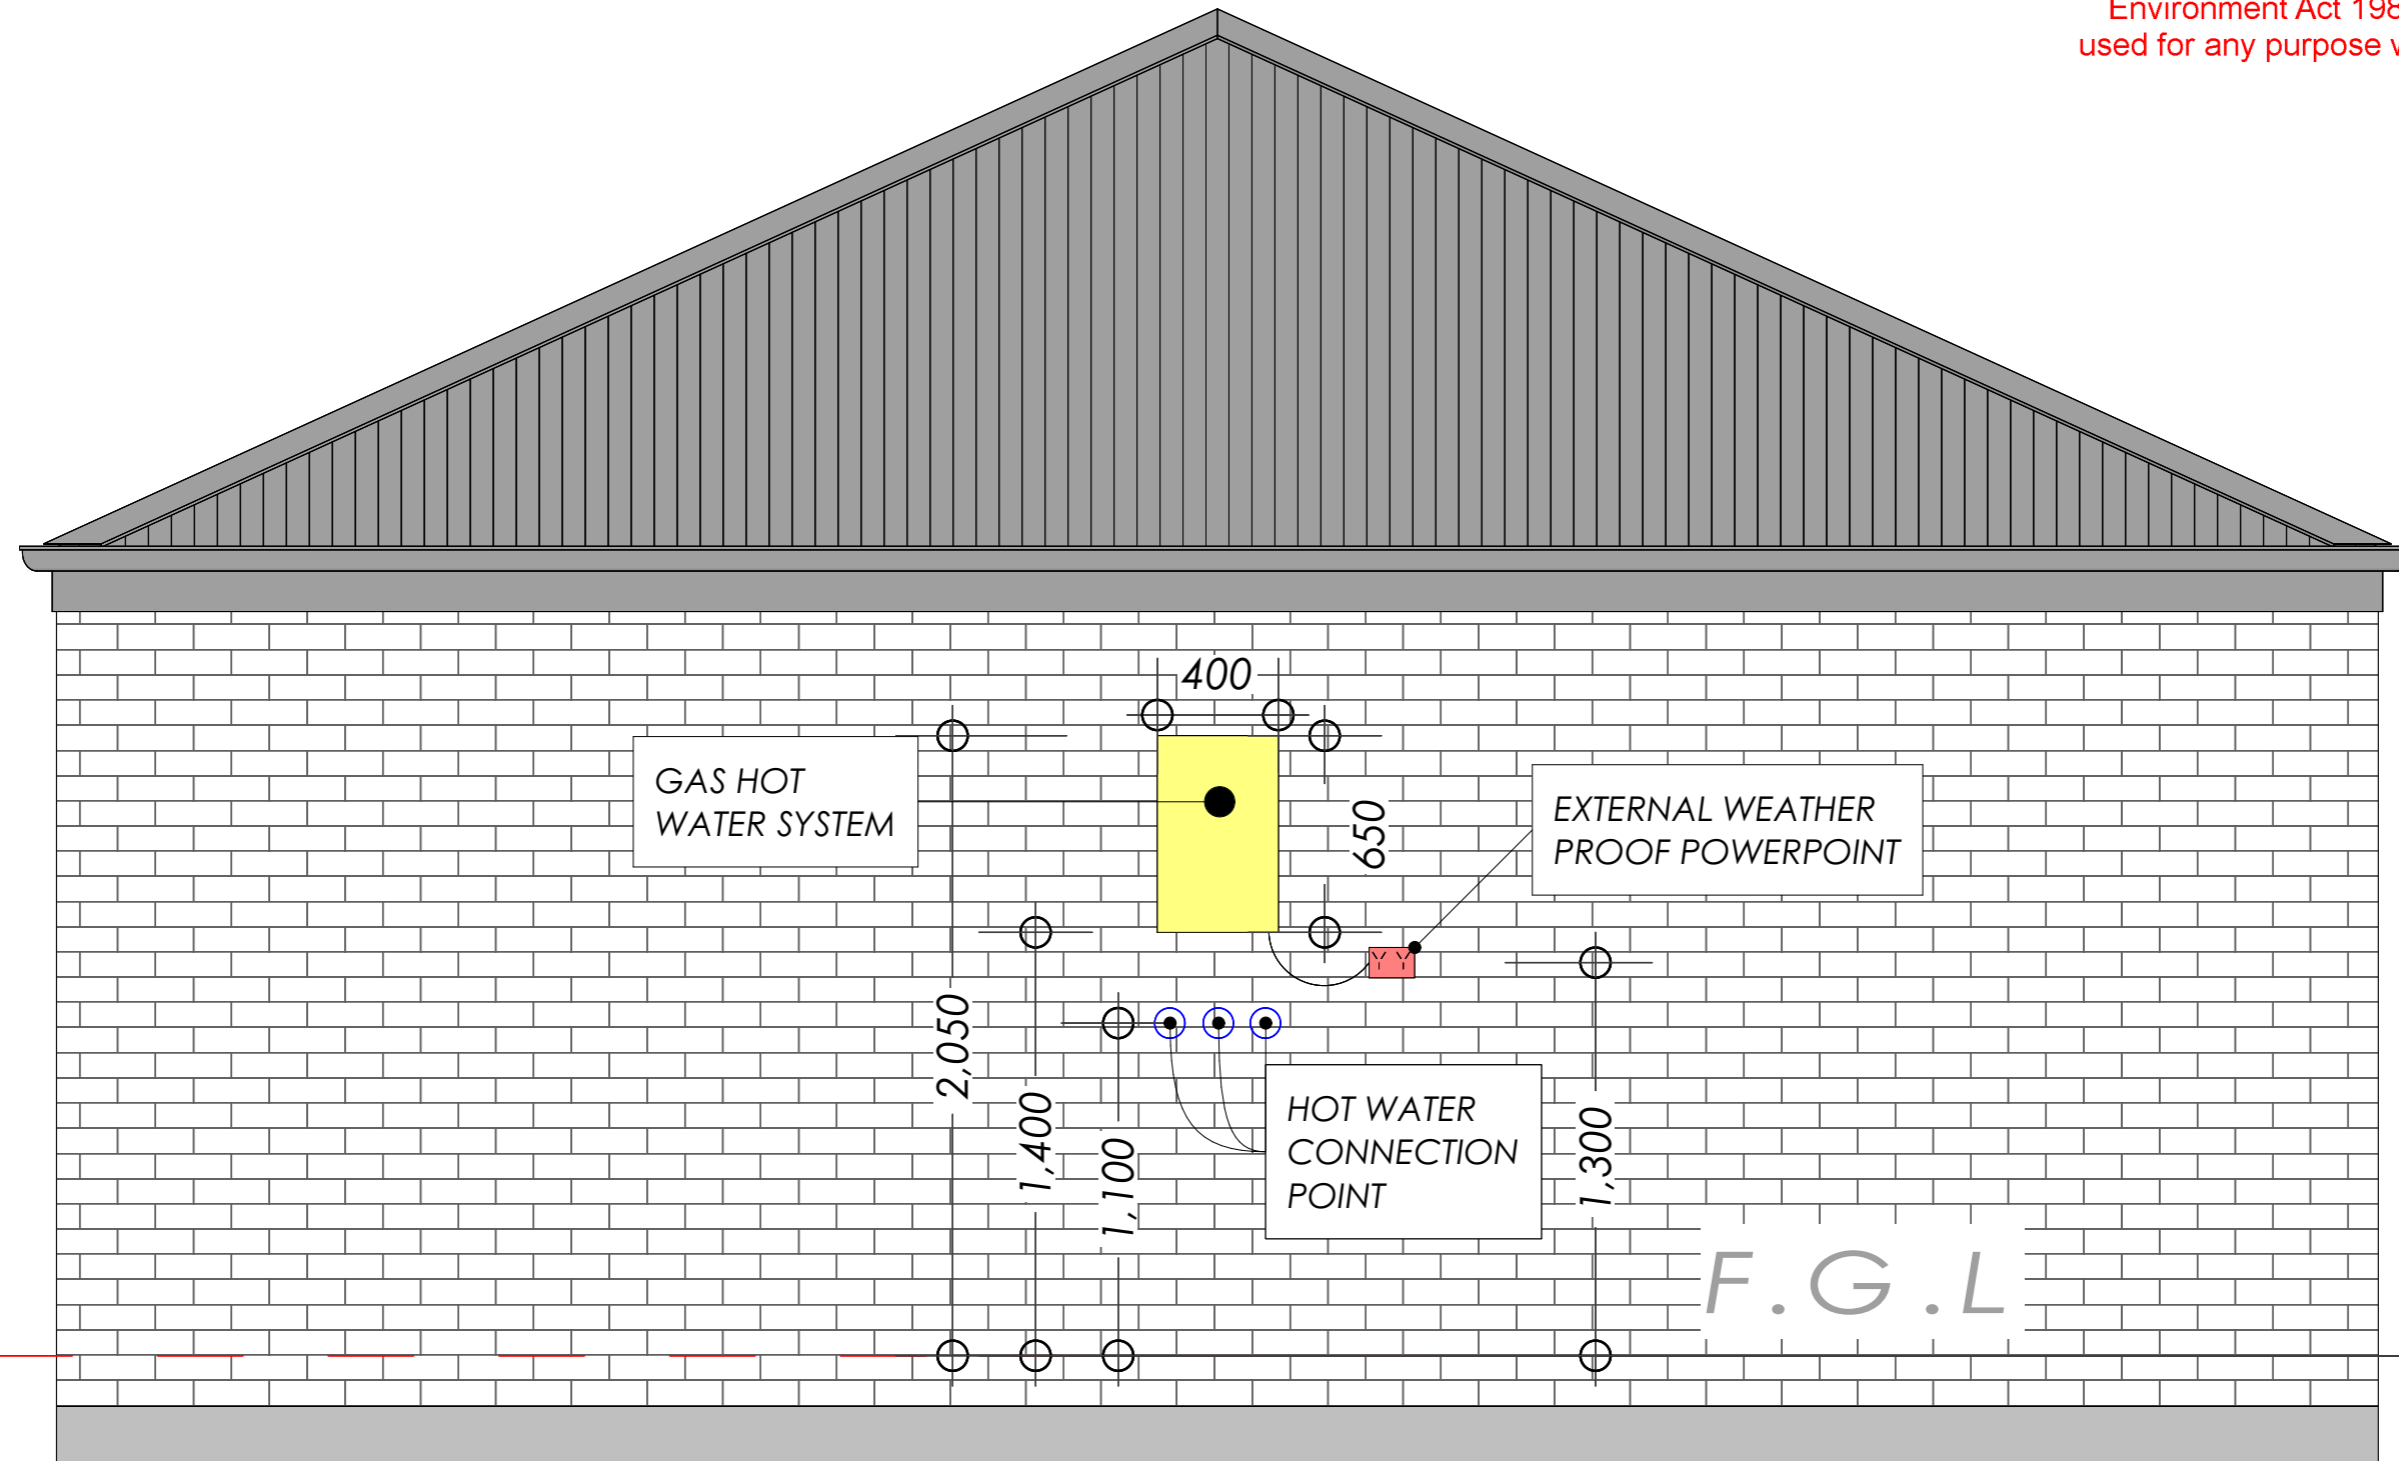 Environment Act 198
used for any purpose
400
GAS HOT
WATER SYSTEM
650
EXTERNAL WEATHER
PROOF POWERPOINT
2,050
1,400
1,100
HOT WATER
CONNECTION
POINT
1,300
F.G.L